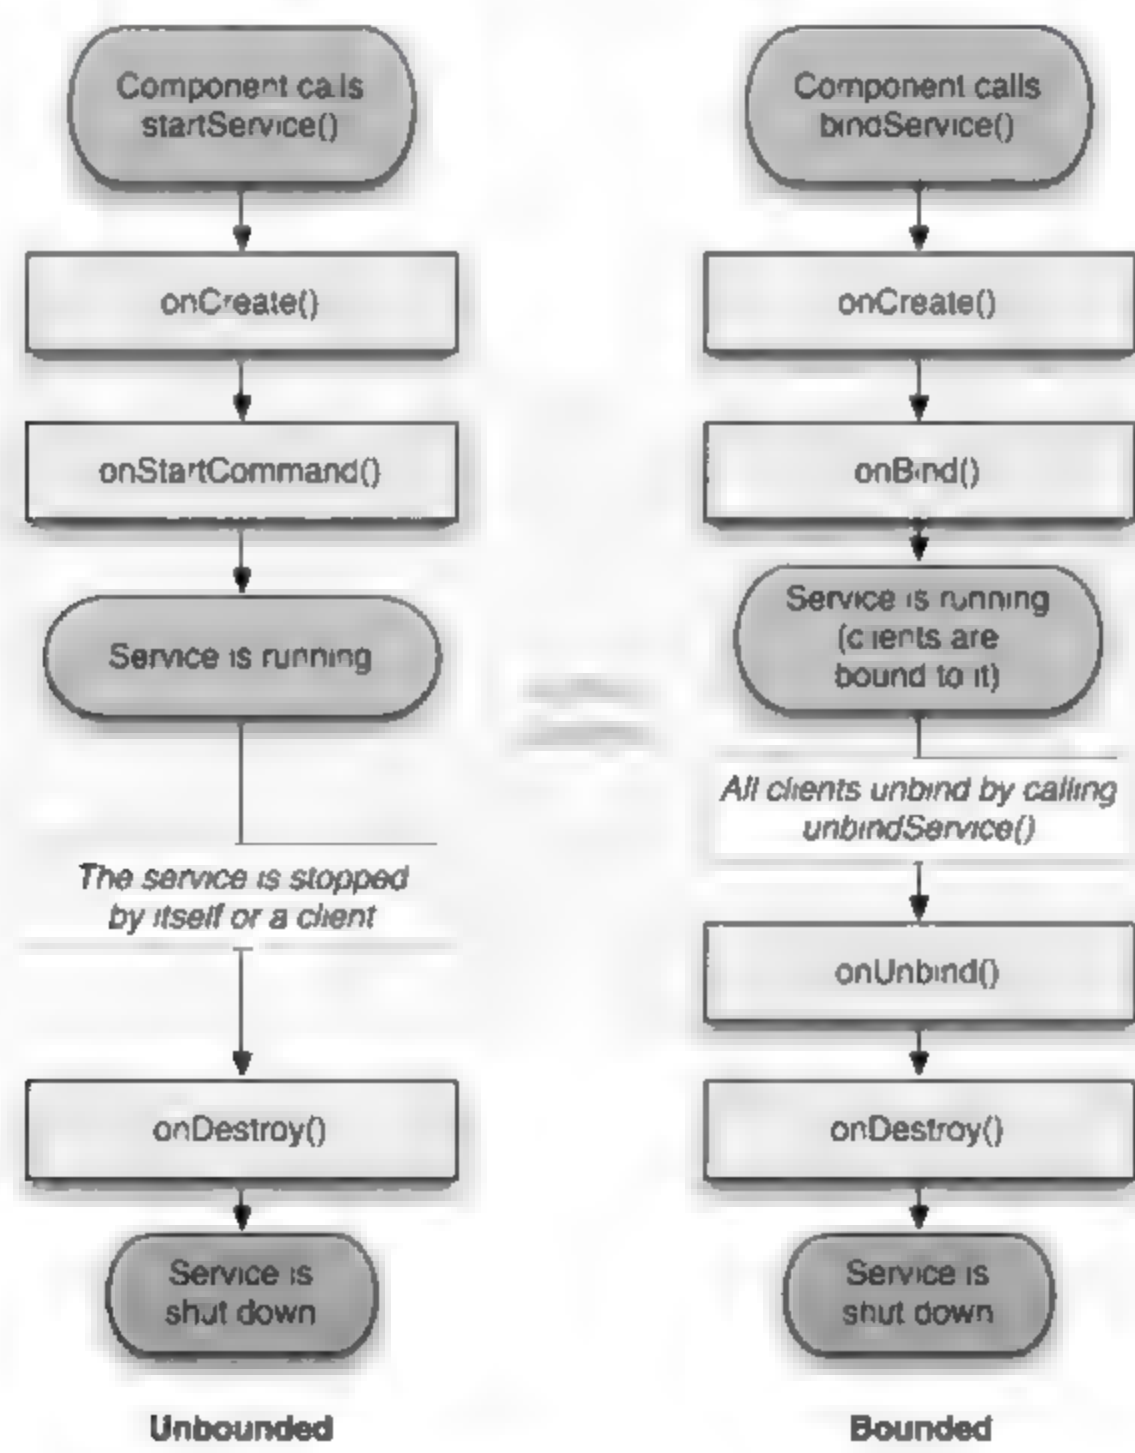 Component calls
startService()
onCreate()
onStartCommand()
Service is running
The service is stopped
by itself or a client
onDestroy()
Service is
shut down
Unbounded
Component calls
bindService()
onCreate()
onBind()
Service is running
(clients are
bound to it)
All clients unbind by calling
unbindService()
onUnbind()
onDestroy()
Service is
shut down
Bounded